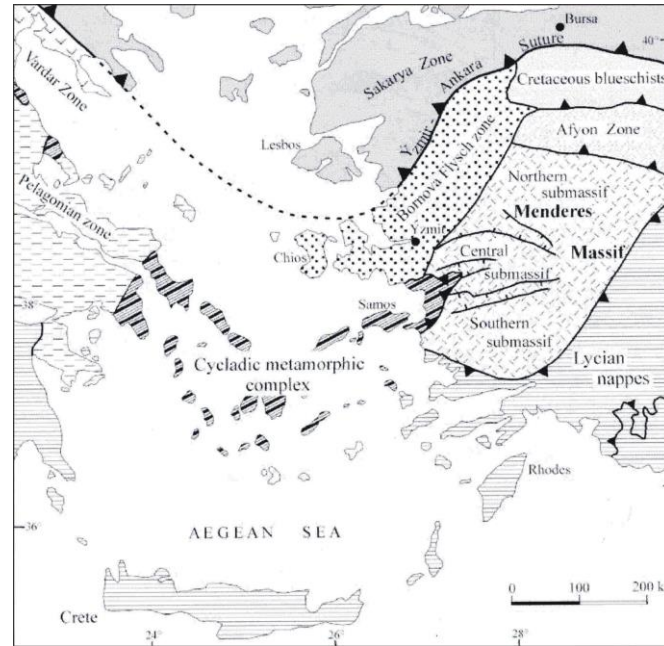 Bursa
40°
Suture
Ankara
Yzmir-
Sakarya Zone
Cretaceous blueschists
Vardar Zone
Lesbos
Afyon Zone
Bornova Flysch zone
Northern
submassif
Menderes
Massif
Pelagonian zone
Yzmir
Chios
Central
submassif
38
Samos
Southern
submassif
Cycladic metamorphic
complex
Lycian
nappes
Rhodes
36°
AEGEAN SEA
0 100 200 k
Crete
24°
26°
28°